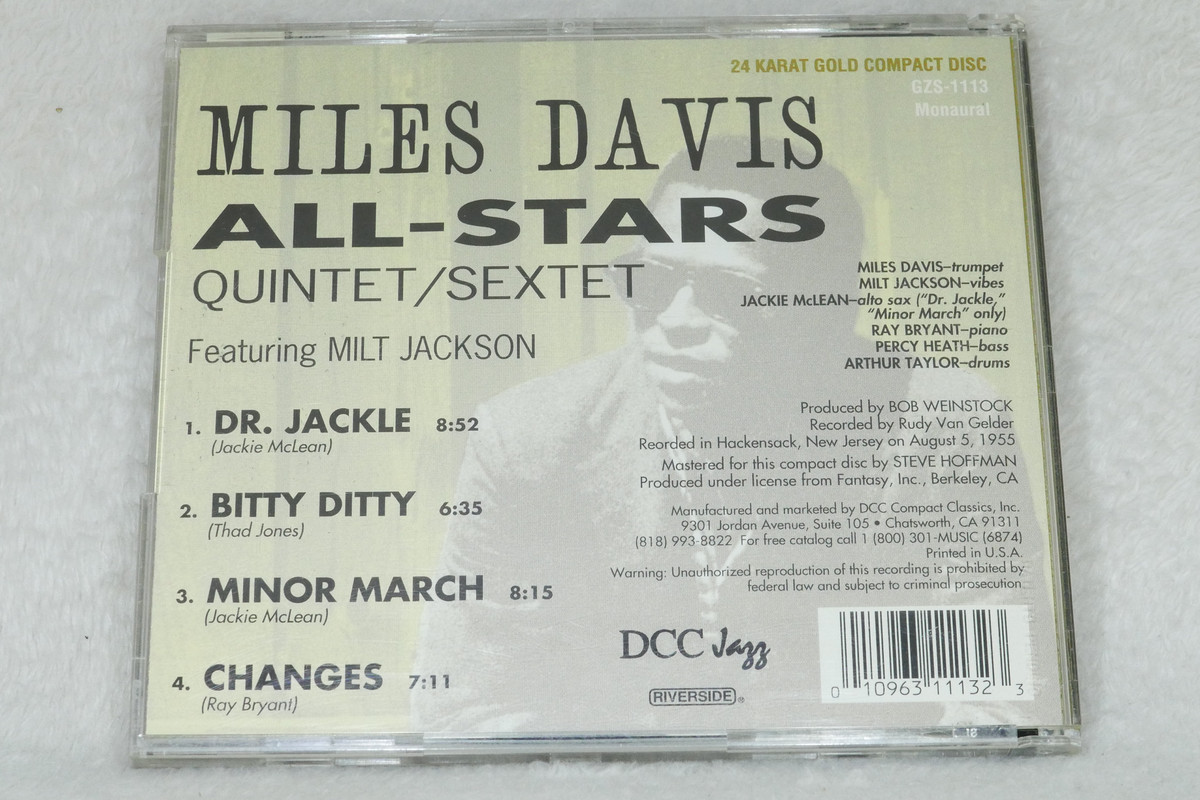 24 KARAT GOLD COMPACT DISC
GZS-1113
Monaural
MILES DAVIS
ALL-STARS
QUINTET/SEXTET
Featuring MILT JACKSON
1. DR. JACKLE 8:52
(Jackie McLean)
2. BITTY DITTY 6:35
(Thad Jones)
3. MINOR MARCH 8:15
(Jackie McLean)
4. CHANGES 7:11
(Ray Bryant)
MILES DAVIS–trumpet
MILT JACKSON–vibes
JACKIE McLEAN–alto sax (“Dr. Jackle,”
“Minor March” only)
RAY BRYANT–piano
PERCY HEATH–bass
ARTHUR TAYLOR–drums
Produced by BOB WEINSTOCK
Recorded by Rudy Van Gelder
Reorded in Hackensack, New Jersey on August 5, 1955
Mastered for this compact disc by STEVE HOFFMAN
Produced under license from Fantasy, Inc., Berkeley, CA
Manufactured and marketed by DCC Compact Classics, Inc.
9301 Jordan Avenue, Suite 105 • Chatsworth, CA 91311
(818) 993-8822 For free catalog call 1 (800) 301-MUSIC (6874)
Printed in U.S.A.
Warning: Unauthorized reproduction of this recording is prohibited by
federal law and subject to criminal prosecution.
DCC Jazz
RIVERSIDE®
0 10963 11132 3